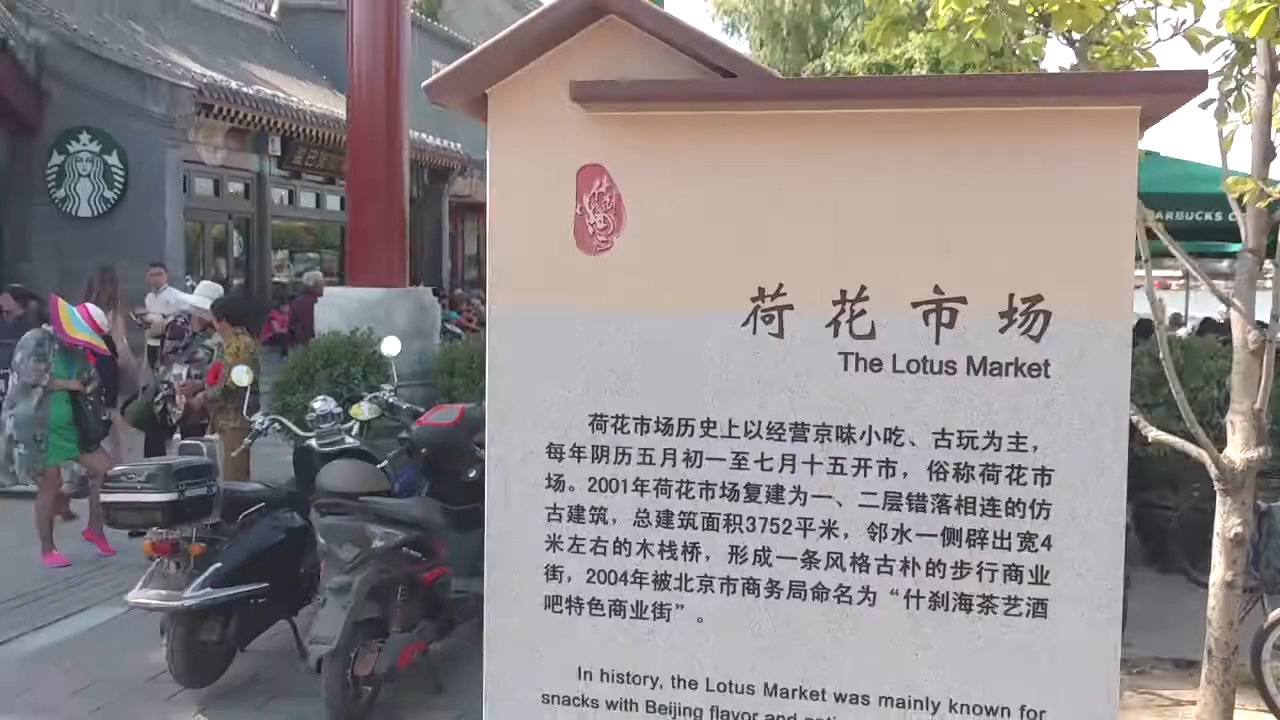 荷花市场
The Lotus Market
荷花市场历史上以经营京味小吃、古玩为主，
每年阴历五月初一至七月十五开市，俗称荷花市
场。2001年荷花市场复建为一、二层错落相连的仿
古建筑，总建筑面积3752平米，邻水一侧辟出宽4
米左右的木栈桥，形成一条风格古朴的步行商业
街，2004年被北京市商务局命名为“什刹海茶艺酒
吧特色商业街”。
In history, the Lotus Market was mainly known for
snacks with Beijing flavor and
ARBUCKS C